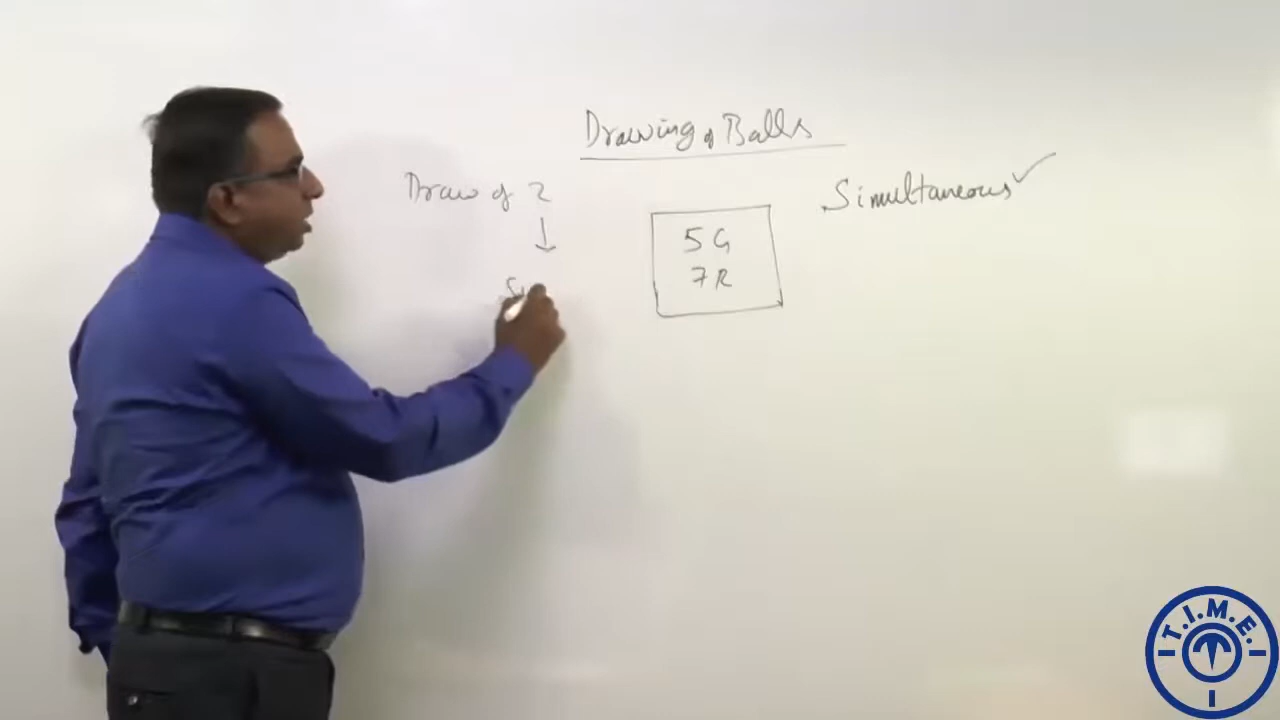 Drawing of Balls
Draw of 2
Simultaneous
5 G
7 R
T.I.M.E.